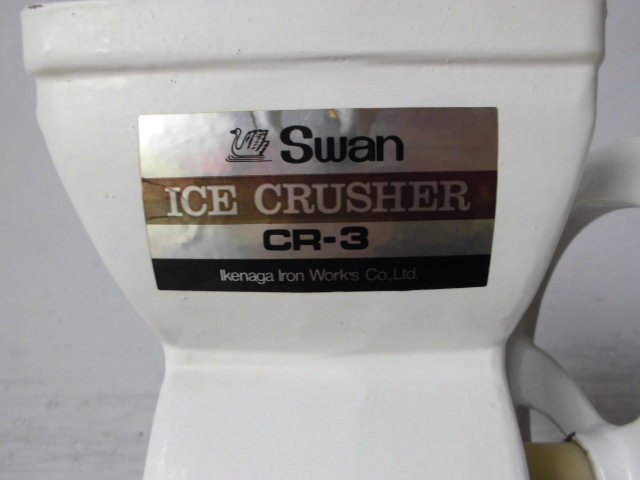 Swan
ICE CRUSHER
CR-3
Ikenaga Iron Works Co.,Ltd.